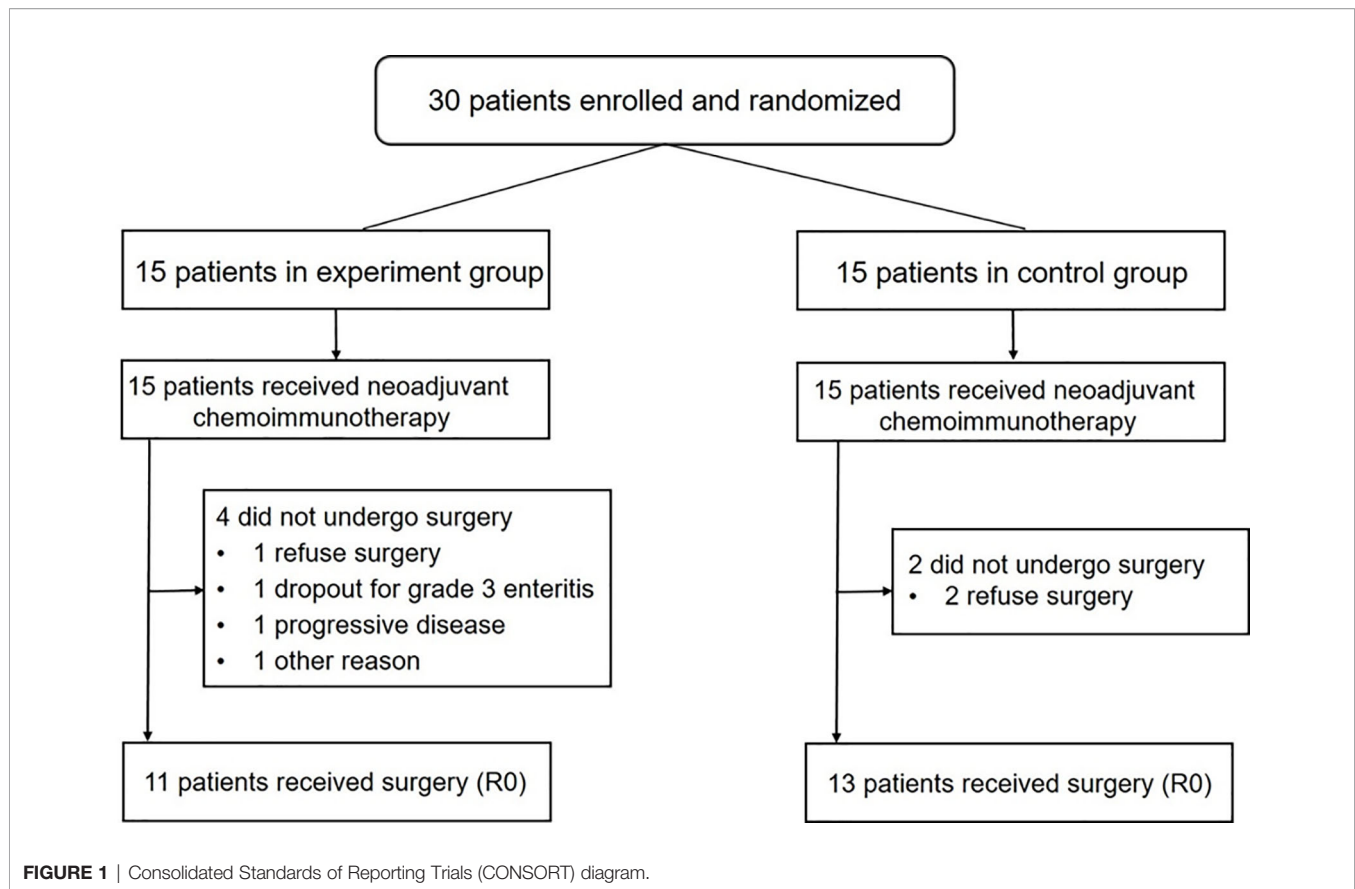 30 patients enrolled and randomized
15 patients in experiment group
15 patients in control group
15 patients received neoadjuvant
chemoimmunotherapy
15 patients received neoadjuvant
chemoimmunotherapy
4 did not undergo surgery
• 1 refuse surgery
• 1 dropout for grade 3 enteritis
• 1 progressive disease
• 1 other reason
2 did not undergo surgery
• 2 refuse surgery
11 patients received surgery (R0)
13 patients received surgery (R0)
FIGURE 1 | Consolidated Standards of Reporting Trials (CONSORT) diagram.